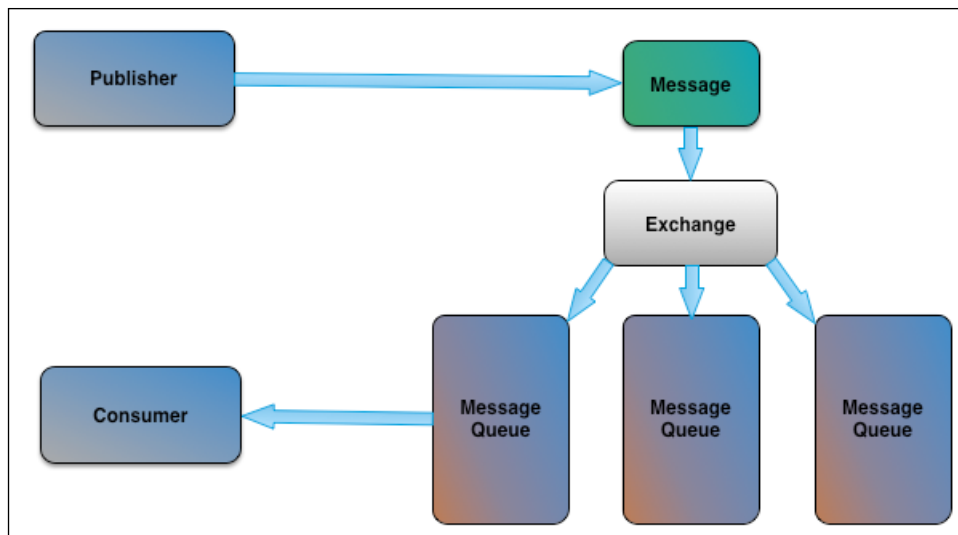 Publisher
Message
Exchange
Consumer
Message
Queue
Message
Queue
Message
Queue